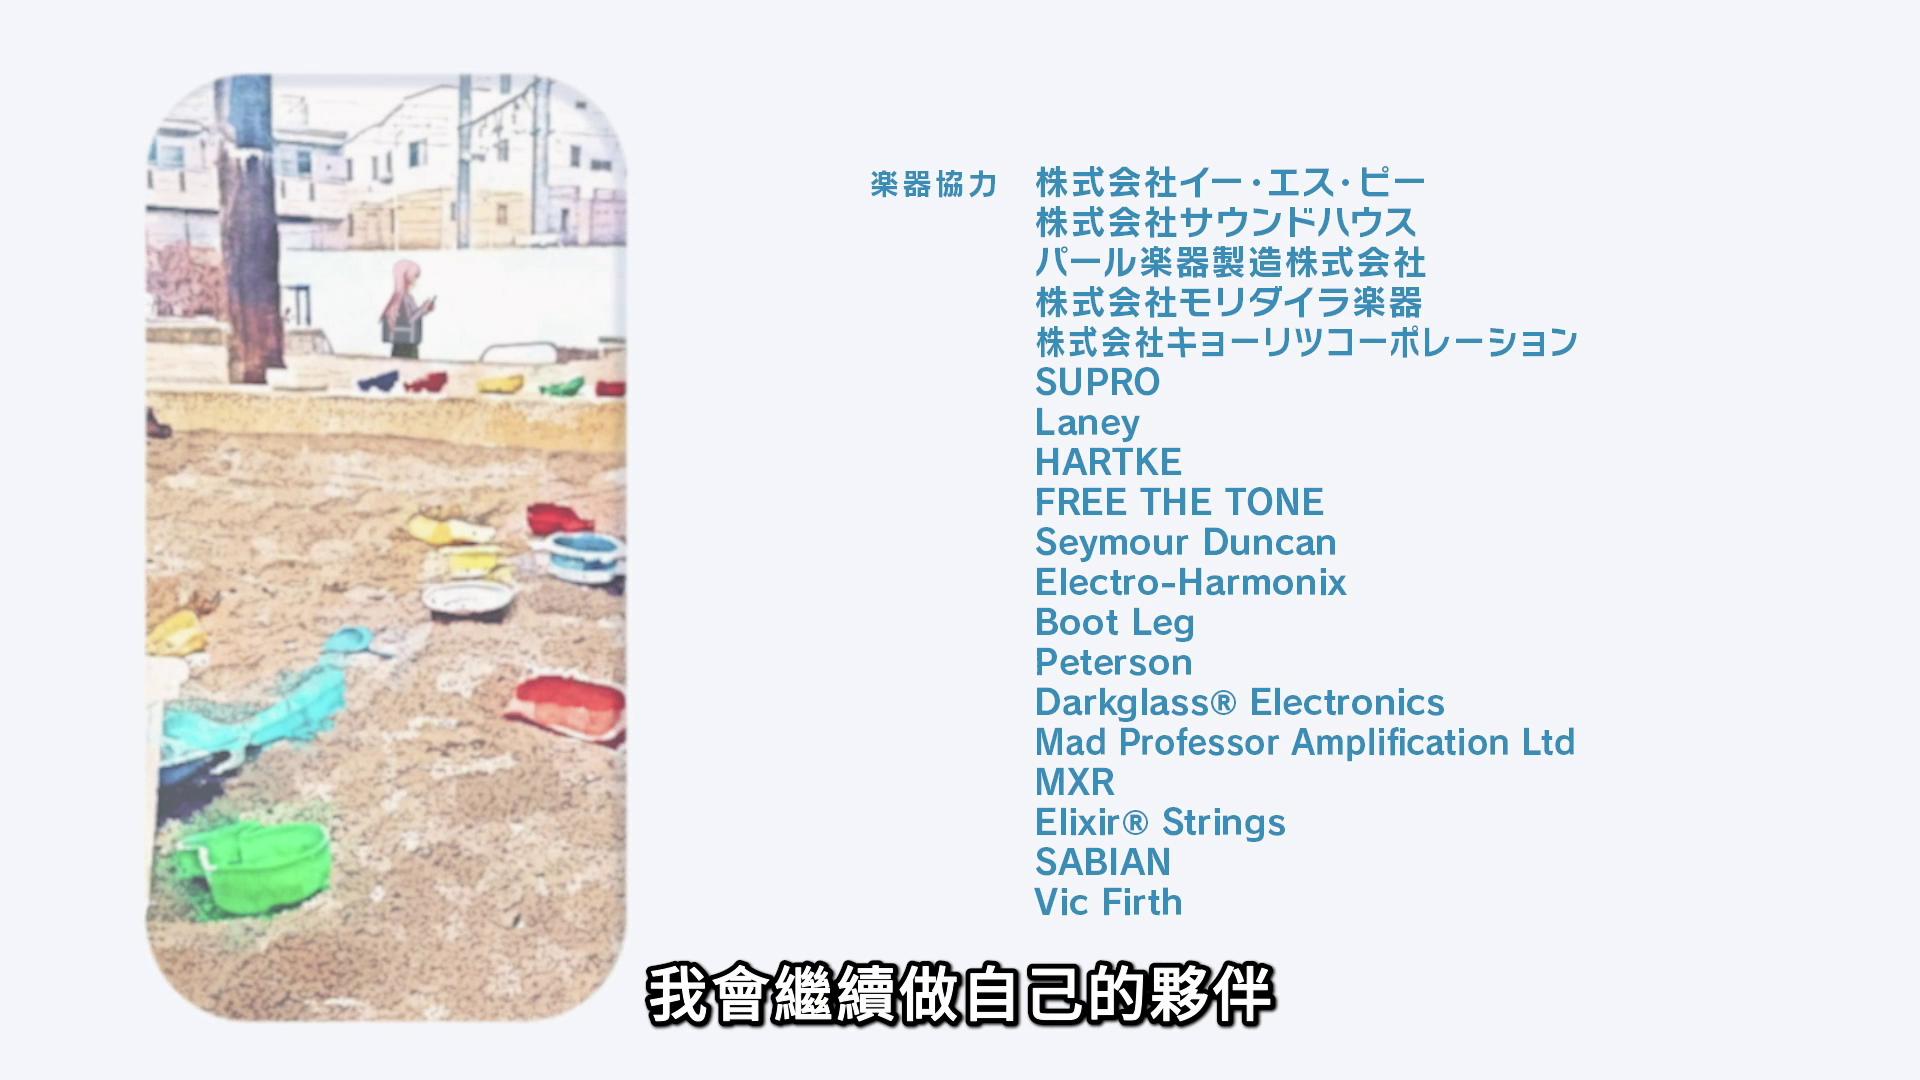 楽器協力
株式会社イー・エス・ピー
株式会社サウンドハウス
パール楽器製造株式会社
株式会社モリダイラ楽器
株式会社キョーリツコーポレーション
SUPRO
Laney
HARTKE
FREE THE TONE
Seymour Duncan
Electro-Harmonix
Boot Leg
Peterson
Darkglass® Electronics
Mad Professor Amplification Ltd
MXR
Elixir® Strings
SABIAN
Vic Firth
我會繼續做自己的夥伴